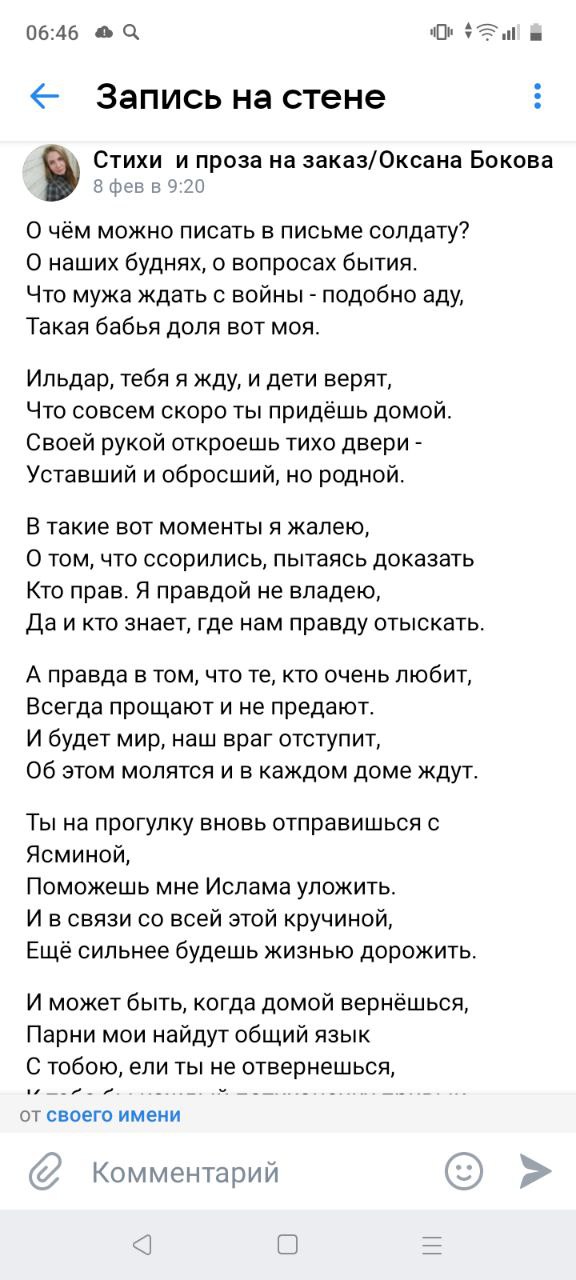 06:46
Запись на стене
Стихи и проза на заказ/Оксана Бокова
8 фев в 9:20
О чём можно писать в письме солдату?
О наших буднях, о вопросах бытия.
Что мужа ждать с войны - подобно аду,
Такая бабья доля вот моя.
Ильдар, тебя я жду, и дети верят,
Что совсем скоро ты придёшь домой.
Своей рукой откроешь тихо двери -
Уставший и обросший, но родной.
В такие вот моменты я жалею,
О том, что ссорились, пытаясь доказать
Кто прав. Я правдой не владею,
Да и кто знает, где нам правду отыскать.
А правда в том, что те, кто очень любит,
Всегда прощают и не предают.
И будет мир, наш враг отступит,
Об этом молятся и в каждом доме ждут.
Ты на прогулку вновь отправишься с
Ясминой,
Поможешь мне Ислама уложить.
И в связи со всей этой кручиной,
Ещё сильнее будешь жизнью дорожить.
И может быть, когда домой вернёшься,
Парни мои найдут общий язык
С тобою, ели ты не отвернешься,
от своего имени
Комментарий